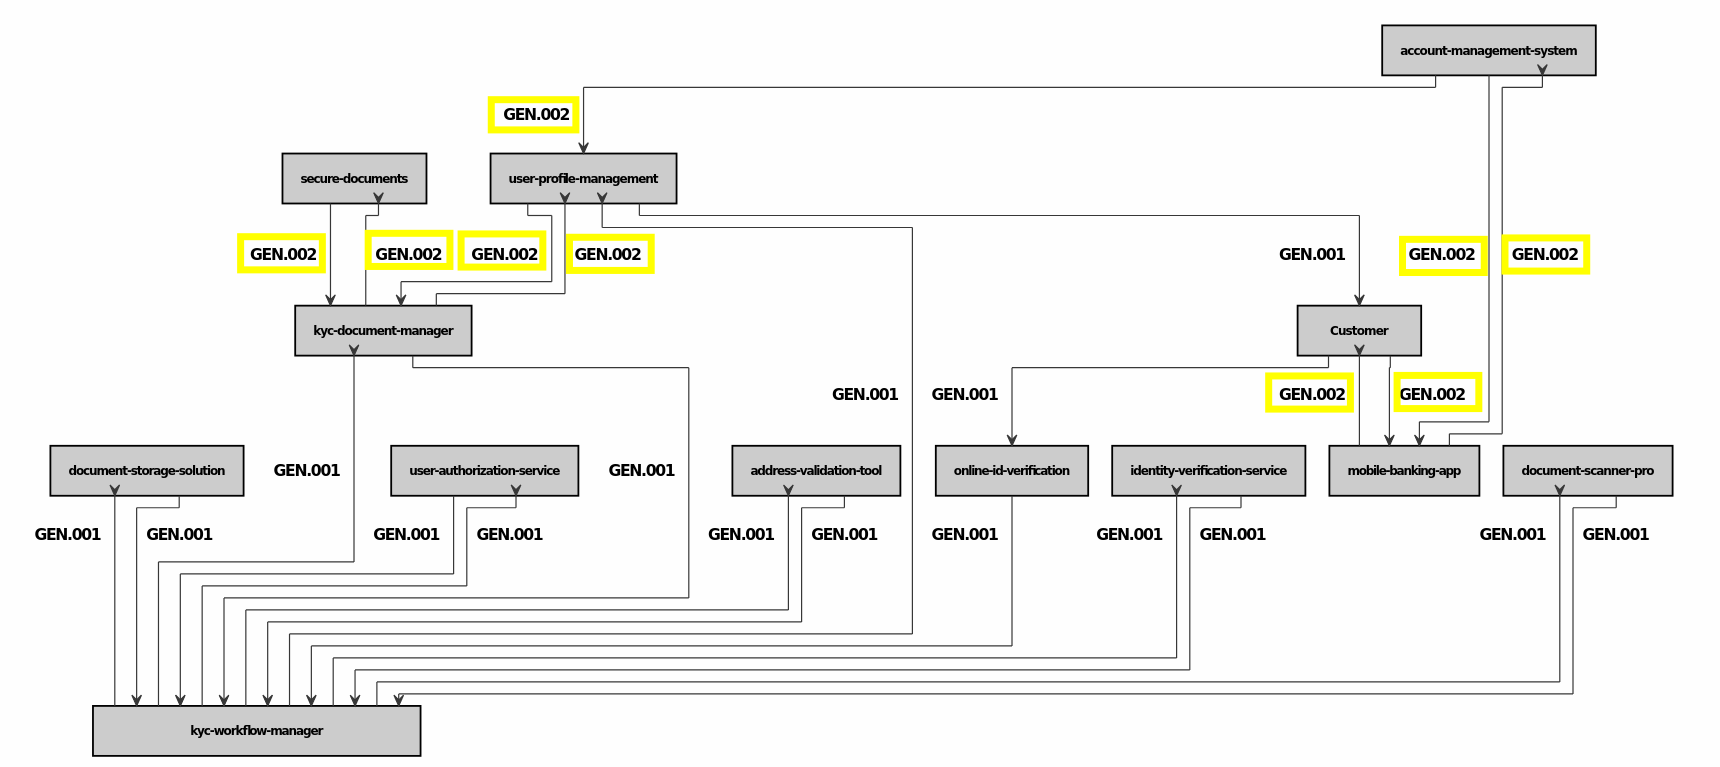 account-management-system
GEN.002
secure-documents
user-profile-management
GEN.002
GEN.002
GEN.002
GEN.002
GEN.001
GEN.002
GEN.002
kyc-document-manager
Customer
GEN.001
GEN.001
GEN.002
GEN.002
document-storage-solution
GEN.001
user-authorization-service
GEN.001
address-validation-tool
online-id-verification
identity-verification-service
mobile-banking-app
document-scanner-pro
GEN.001
GEN.001
GEN.001
GEN.001
GEN.001
GEN.001
GEN.001
GEN.001
GEN.001
GEN.001
GEN.001
kyc-workflow-manager